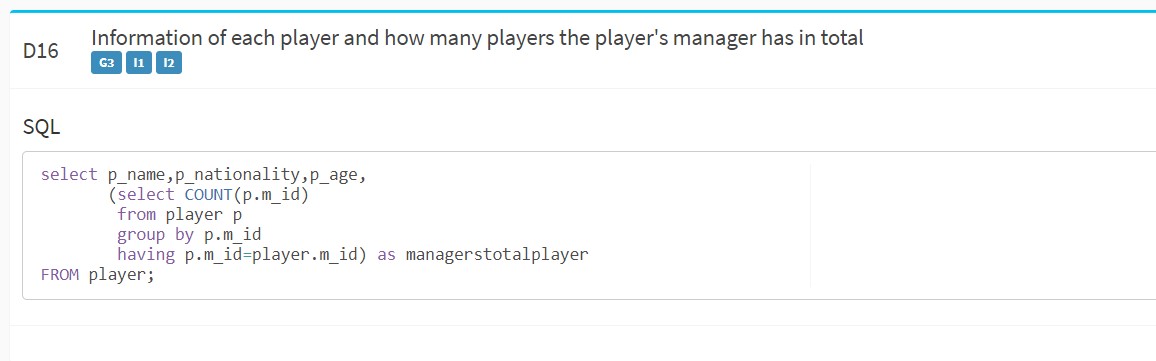 D16
Information of each player and how many players the player's manager has in total
G3 I1 I2
SQL
select p_name,p_nationality,p_age,
(select COUNT(p.m_id)
from player p
group by p.m_id
having p.m_id=player.m_id) as managerstotalplayer
FROM player;